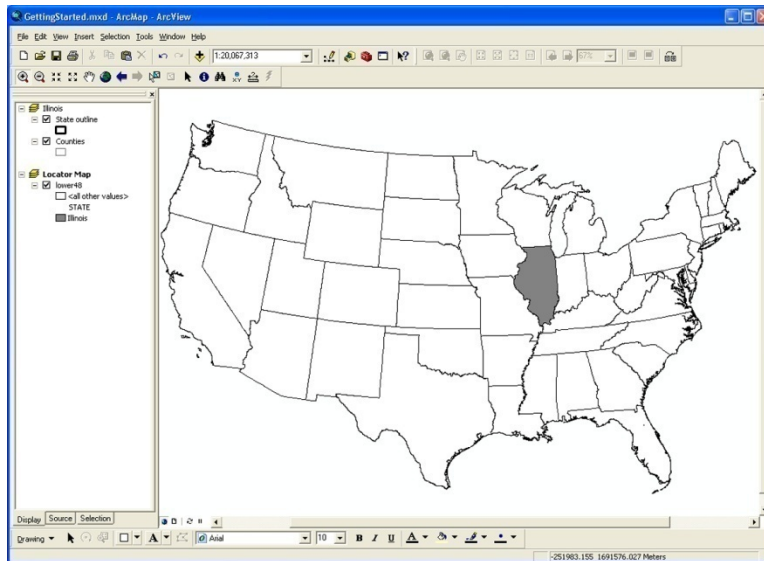 GettingStarted.mxd - ArcMap - ArcView
File Edit View Insert Selection Tools Window Help
1:20,067,313
67%
Illinois
State outline
Counties
Locator Map
lower48
<all other values>
STATE
Illinois
Display Source Selection
Drawing A Arial 10 B I U A
-251983.155 1691576.027 Meters